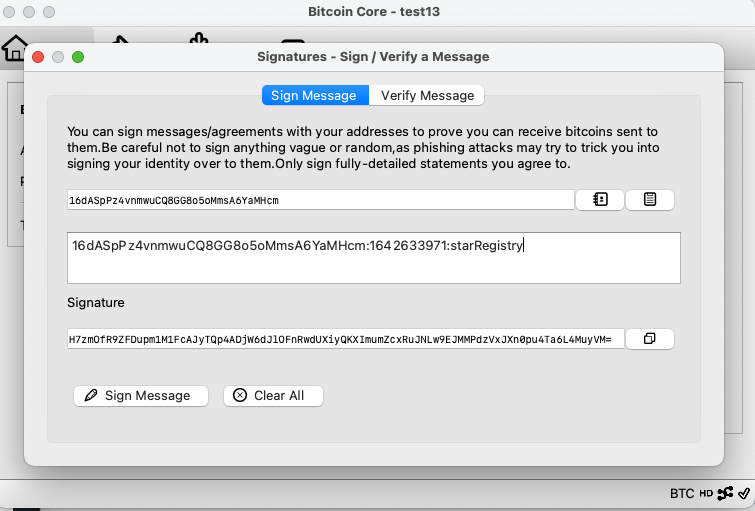 Bitcoin Core - test13
Signatures - Sign / Verify a Message
Sign Message
Verify Message
You can sign messages/agreements with your addresses to prove you can receive bitcoins sent to
them.Be careful not to sign anything vague or random,as phishing attacks may try to trick you into
signing your identity over to them.Only sign fully-detailed statements you agree to.
16dASpPz4vnmwuCQ8GG8o5oMmsA6YaMHcm
16dASpPz4vnmwuCQ8GG8o5oMmsA6YaMHcm:1642633971:starRegistry
Signature
H7zmOfR9ZFDupm1M1FcAJyTQp4ADjW6dJlOFnRwdUXiyQKXImumZcxRuJNLw9EJMMPdzVxJXn0pu4Ta6L4MuyVM=
Sign Message
Clear All
BTC HD